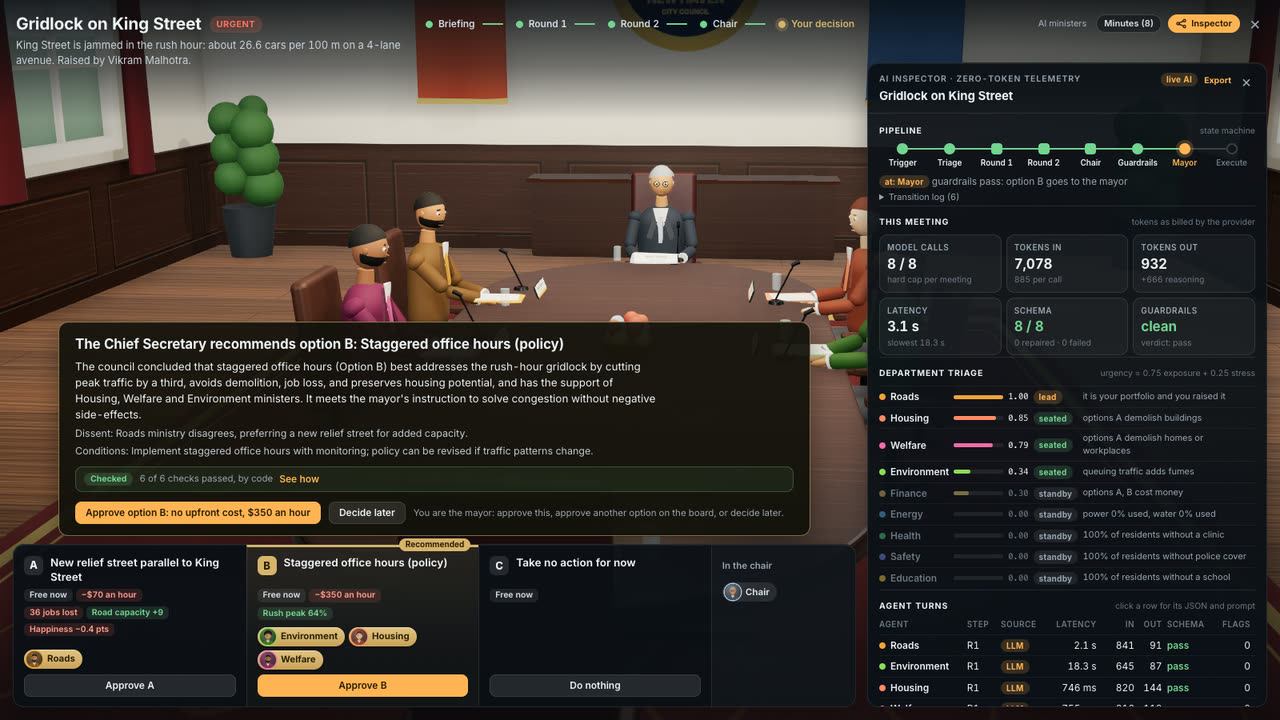 Gridlock on King Street
URGENT
King Street is jammed in the rush hour: about 26.6 cars per 100 m on a 4-lane
avenue. Raised by Vikram Malhotra.
Briefing
Round 1
Round 2
Chair
Your decision
AI ministers
Minutes (8)
Inspector
CITY COUNCIL
The Chief Secretary recommends option B: Staggered office hours (policy)
The council concluded that staggered office hours (Option B) best addresses the rush-hour gridlock by cutting
peak traffic by a third, avoids demolition, job loss, and preserves housing potential, and has the support of
Housing, Welfare and Environment ministers. It meets the mayor's instruction to solve congestion without negative
side-effects.
Dissent: Roads ministry disagrees, preferring a new relief street for added capacity.
Conditions: Implement staggered office hours with monitoring; policy can be revised if traffic patterns change.
Checked 6 of 6 checks passed, by code See how
Approve option B: no upfront cost, $350 an hour
Decide later
You are the mayor: approve this, approve another option on the board, or decide later.
A New relief street parallel to King
Street
Free now −$70 an hour
36 jobs lost Road capacity +9
Happiness −0.4 pts
Roads
Approve A
Recommended
B Staggered office hours (policy)
Free now −$350 an hour
Rush peak 64%
Environment Housing
Welfare
Approve B
C Take no action for now
Free now
Do nothing
In the chair
Chair
AI INSPECTOR · ZERO-TOKEN TELEMETRY
live AI Export
Gridlock on King Street
PIPELINE state machine
Trigger Triage Round 1 Round 2 Chair Guardrails Mayor Execute
at: Mayor guardrails pass: option B goes to the mayor
Transition log (6)
THIS MEETING tokens as billed by the provider
MODEL CALLS
8 / 8
hard cap per meeting
TOKENS IN
7,078
885 per call
TOKENS OUT
932
+666 reasoning
LATENCY
3.1 s
slowest 18.3 s
SCHEMA
8 / 8
0 repaired · 0 failed
GUARDRAILS
clean
verdict: pass
DEPARTMENT TRIAGE urgency = 0.75 exposure + 0.25 stress
Roads 1.00 lead it is your portfolio and you raised it
Housing 0.85 seated options A demolish buildings
Welfare 0.79 seated options A demolish homes or
workplaces
Environment 0.34 seated queuing traffic adds fumes
Finance 0.30 standby options A, B cost money
Energy 0.00 standby power 0% used, water 0% used
Health 0.00 standby 100% of residents without a clinic
Safety 0.00 standby 100% of residents without police cover
Education 0.00 standby 100% of residents without a school
AGENT TURNS click a row for its JSON and prompt
AGENT STEP SOURCE LATENCY IN OUT SCHEMA FLAGS
Roads R1 LLM 2.1 s 841 91 pass 0
Environment R1 LLM 18.3 s 645 87 pass 0
Housing R1 LLM 746 ms 820 144 pass 0